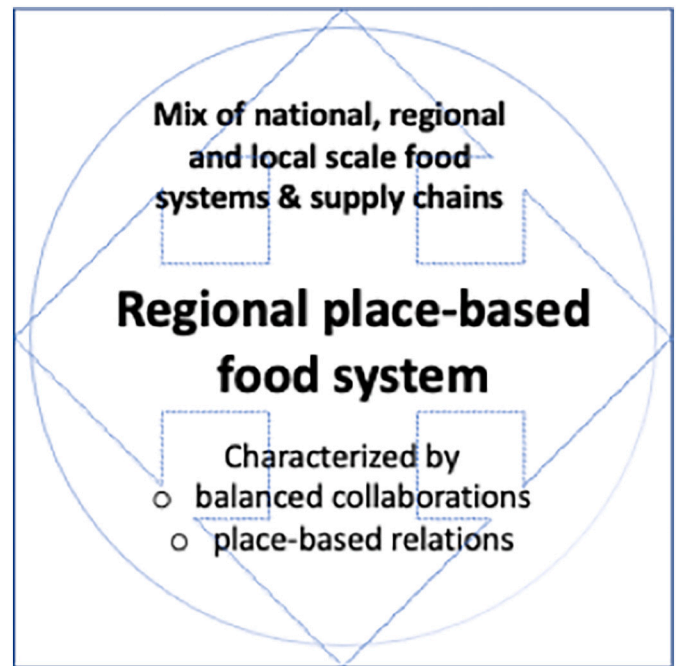 Mix of national, regional
and local scale food
systems & supply chains
Regional place-based
food system
Characterized by
o balanced collaborations
o place-based relations